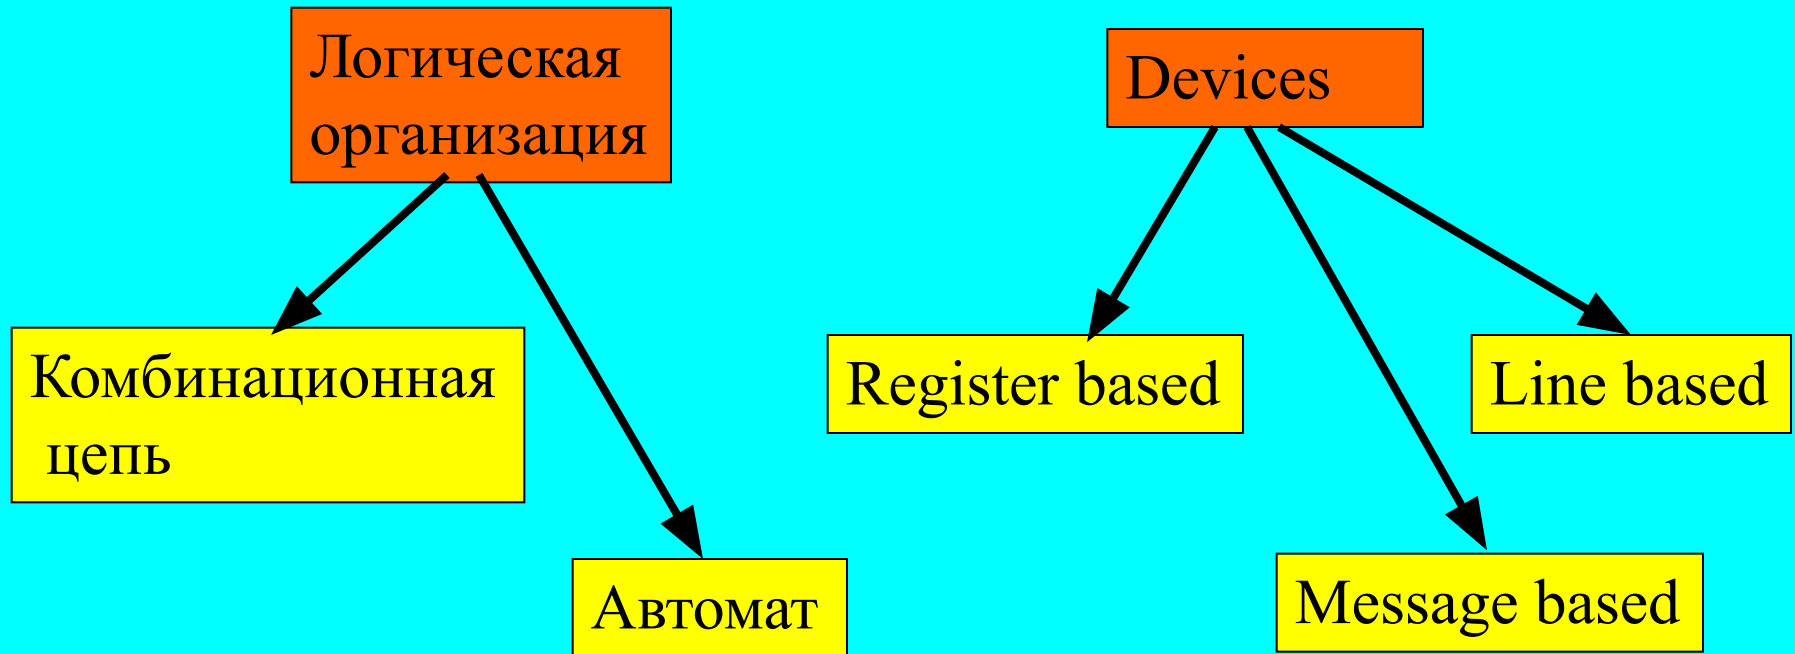 Логическая
организация
Комбинационная
цепь
Автомат
Devices
Register based
Line based
Message based